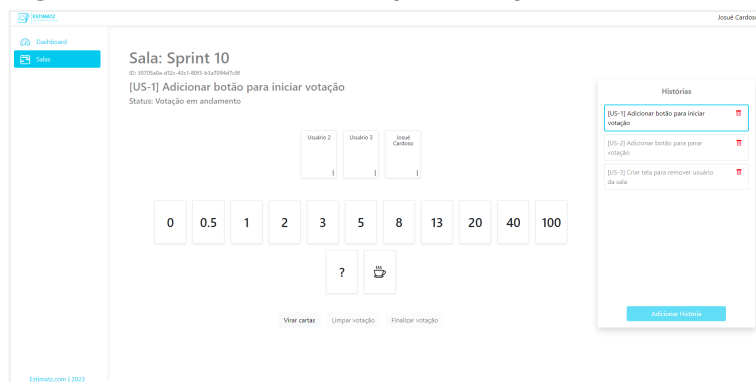 ESTIMATZ
Josué Cardoso
Dashboard
Salas
Sala: Sprint 10
[US-1] Adicionar botão para iniciar votação
Status: Votação em andamento
Usuário 2
Usuário 3
Josué
Cardoso
0
0.5
1
2
3
5
8
13
20
40
100
?
Virar cartas
Limpar votação
Finalizar votação
Histórias
[US-1] Adicionar botão para iniciar
votação
[US-2] Adicionar botão para parar
votação
[US-3] Criar tela para remover usuário
da sala
Adicionar História
Estimatz.com | 2023